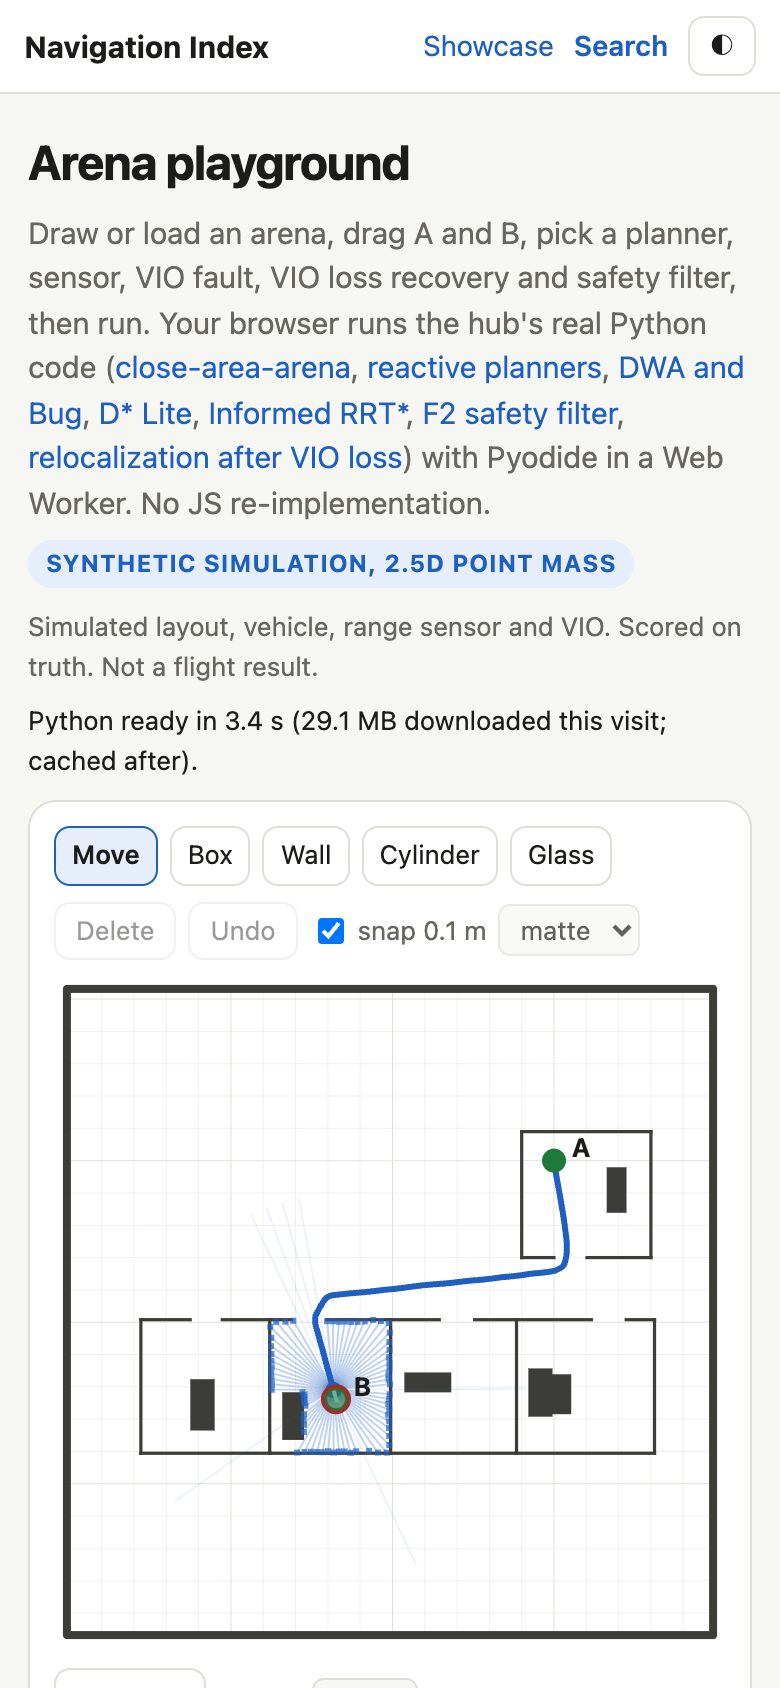 Navigation Index
Showcase Search
Arena playground
Draw or load an arena, drag A and B, pick a planner,
sensor, VIO fault, VIO loss recovery and safety filter,
then run. Your browser runs the hub's real Python
code (close-area-arena, reactive planners, DWA and
Bug, D* Lite, Informed RRT*, F2 safety filter,
relocalization after VIO loss) with Pyodide in a Web
Worker. No JS re-implementation.
SYNTHETIC SIMULATION, 2.5D POINT MASS
Simulated layout, vehicle, range sensor and VIO. Scored on
truth. Not a flight result.
Python ready in 3.4 s (29.1 MB downloaded this visit;
cached after).
Move Box Wall Cylinder Glass
Delete Undo snap 0.1 m matte
A
B